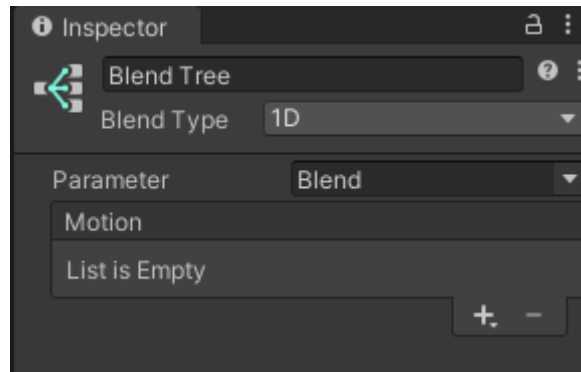 Inspector
Blend Tree
Blend Type 1D
Parameter Blend
Motion
List is Empty